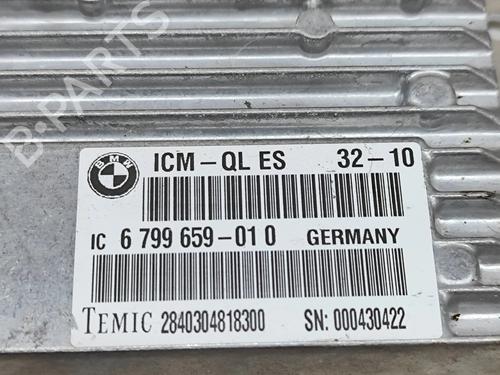 B-PARTS
BMW
ICM-QL ES 32-10
IC 6 799 659-01 0 GERMANY
TEMIC 2840304818300 SN: 000430422